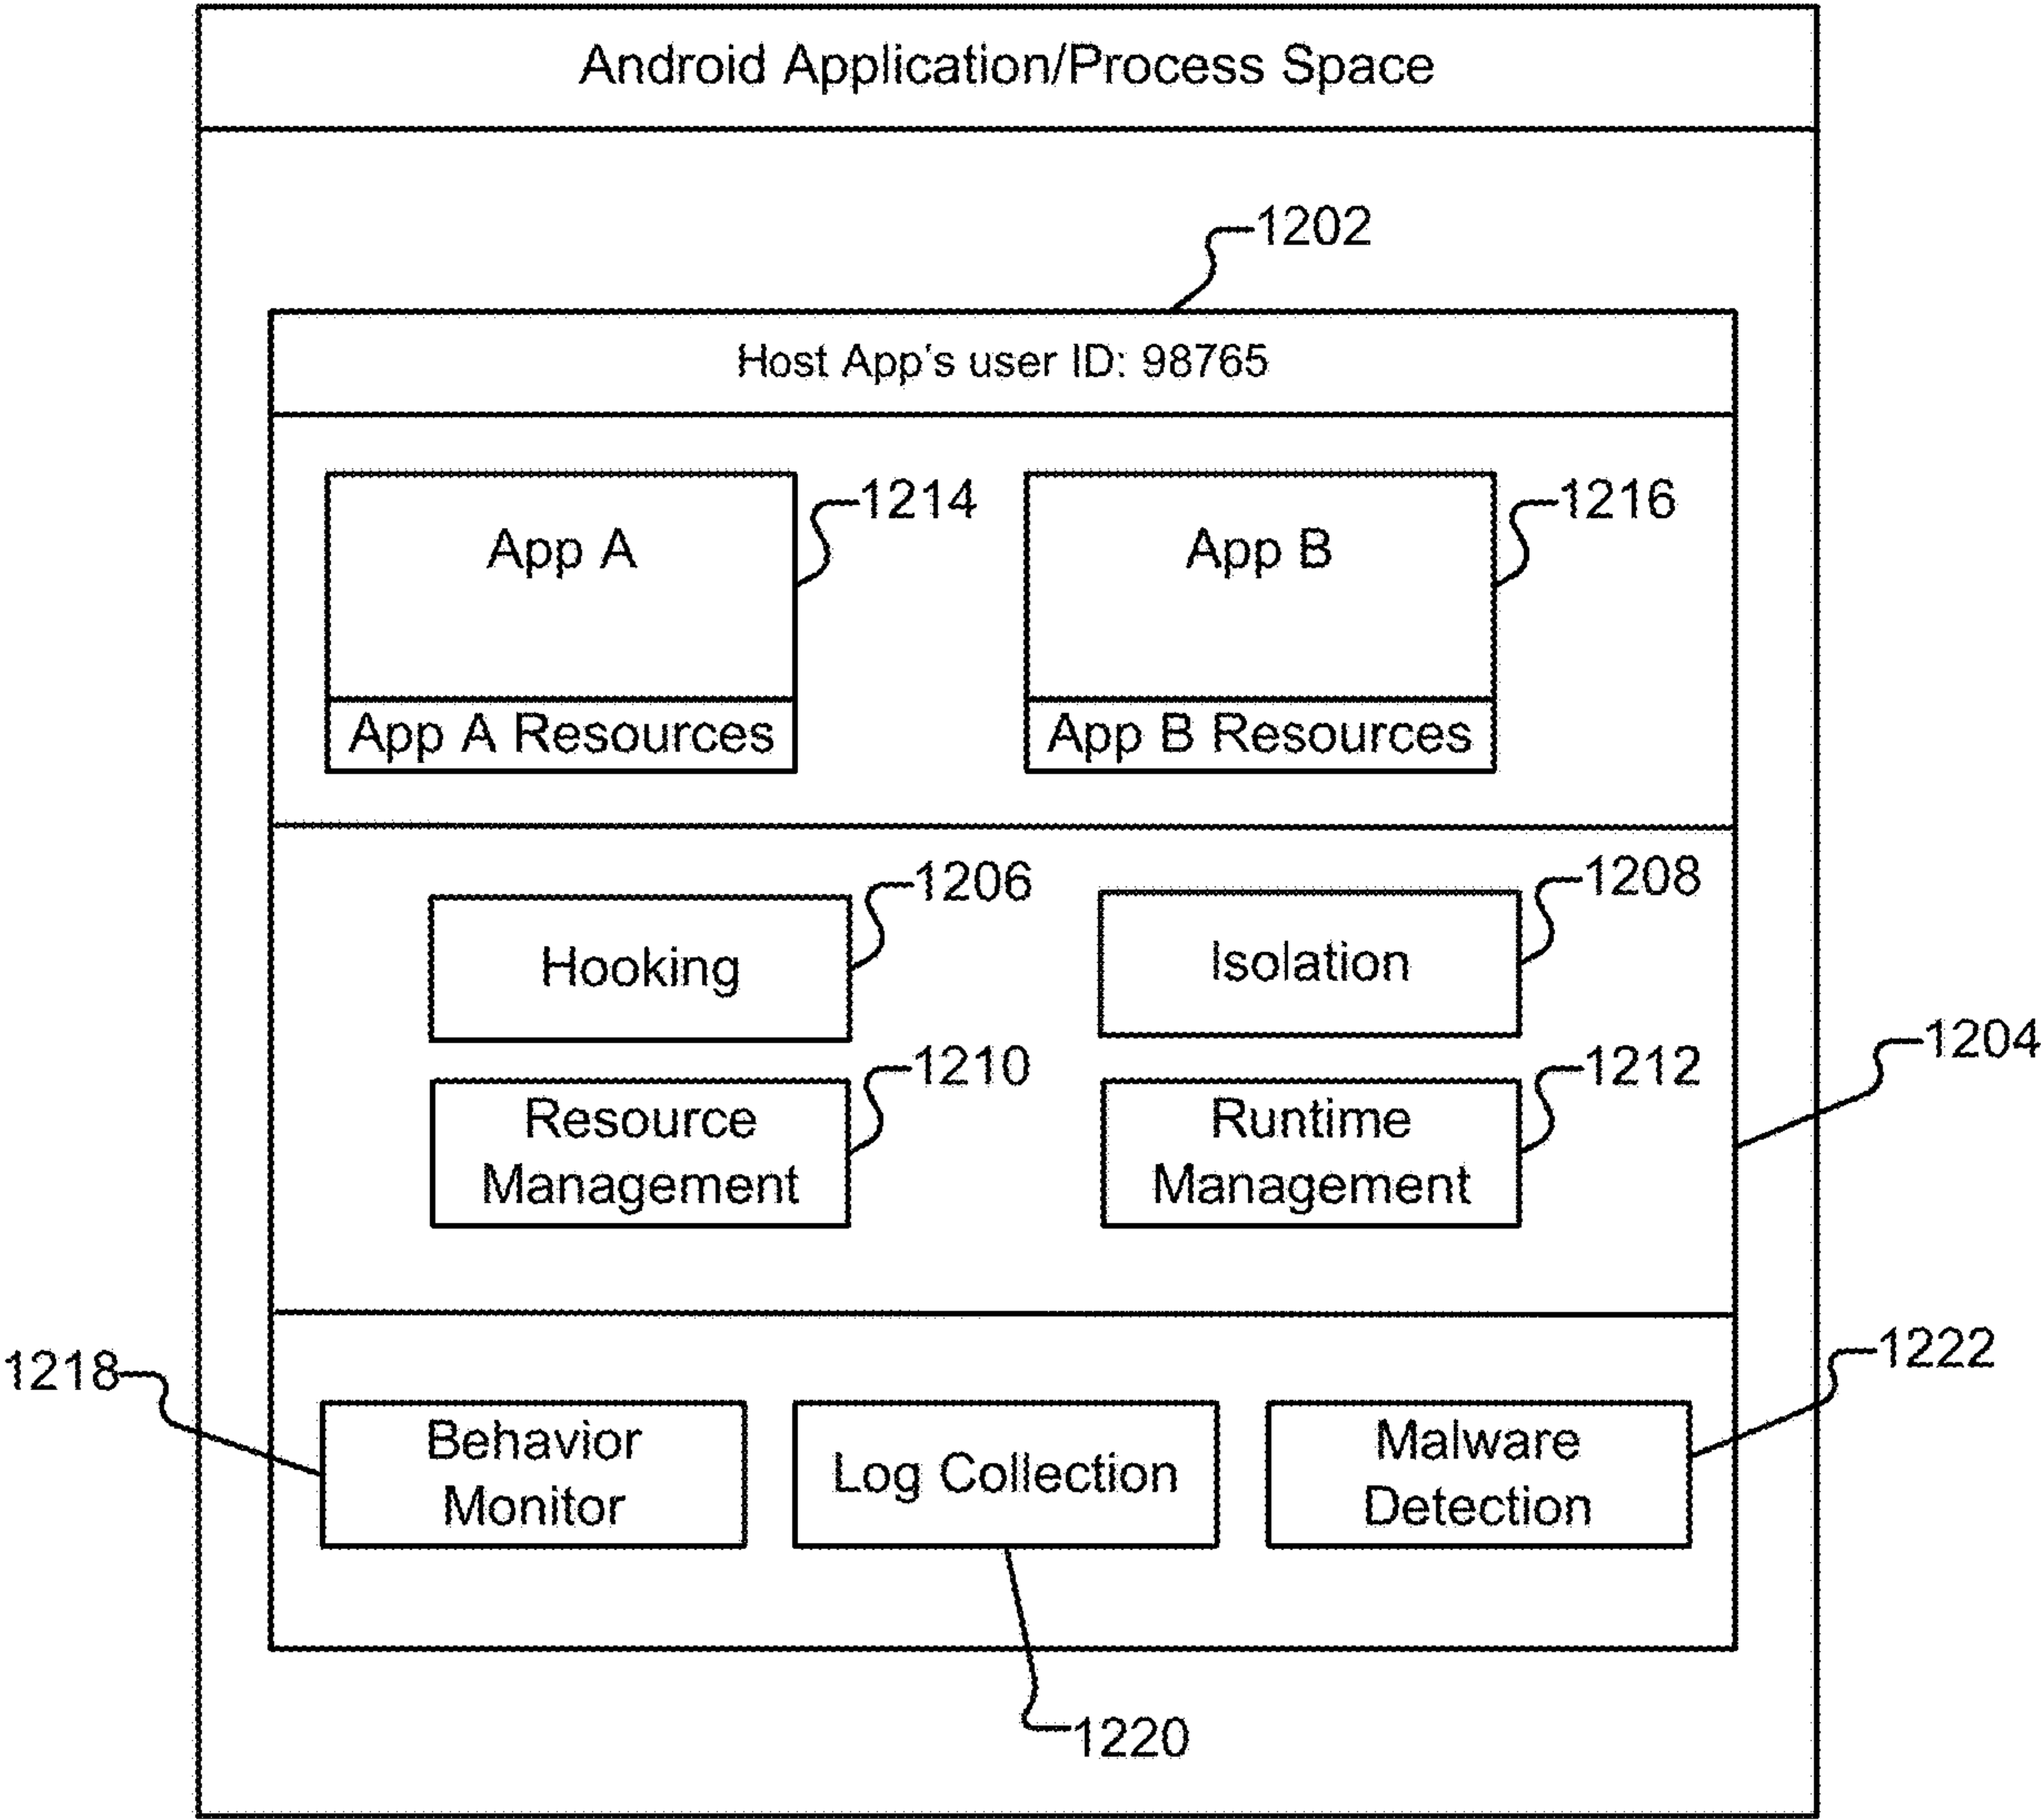 Android Application/Process Space
1202
Host App's user ID: 98765
1214
1216
App A
App B
App A Resources
App B Resources
1206
1208
Hooking
Isolation
1204
1210
1212
Resource
Management
Runtime
Management
1218
1222
Behavior
Monitor
Log Collection
Malware
Detection
1220